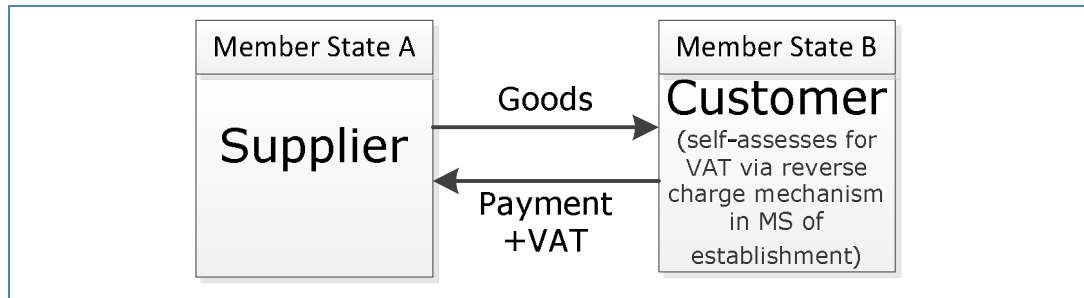 Member State A
Supplier
Goods
Payment
+VAT
Member State B
Customer
(self-assesses for
VAT via reverse
charge mechanism
in MS of
establishment)